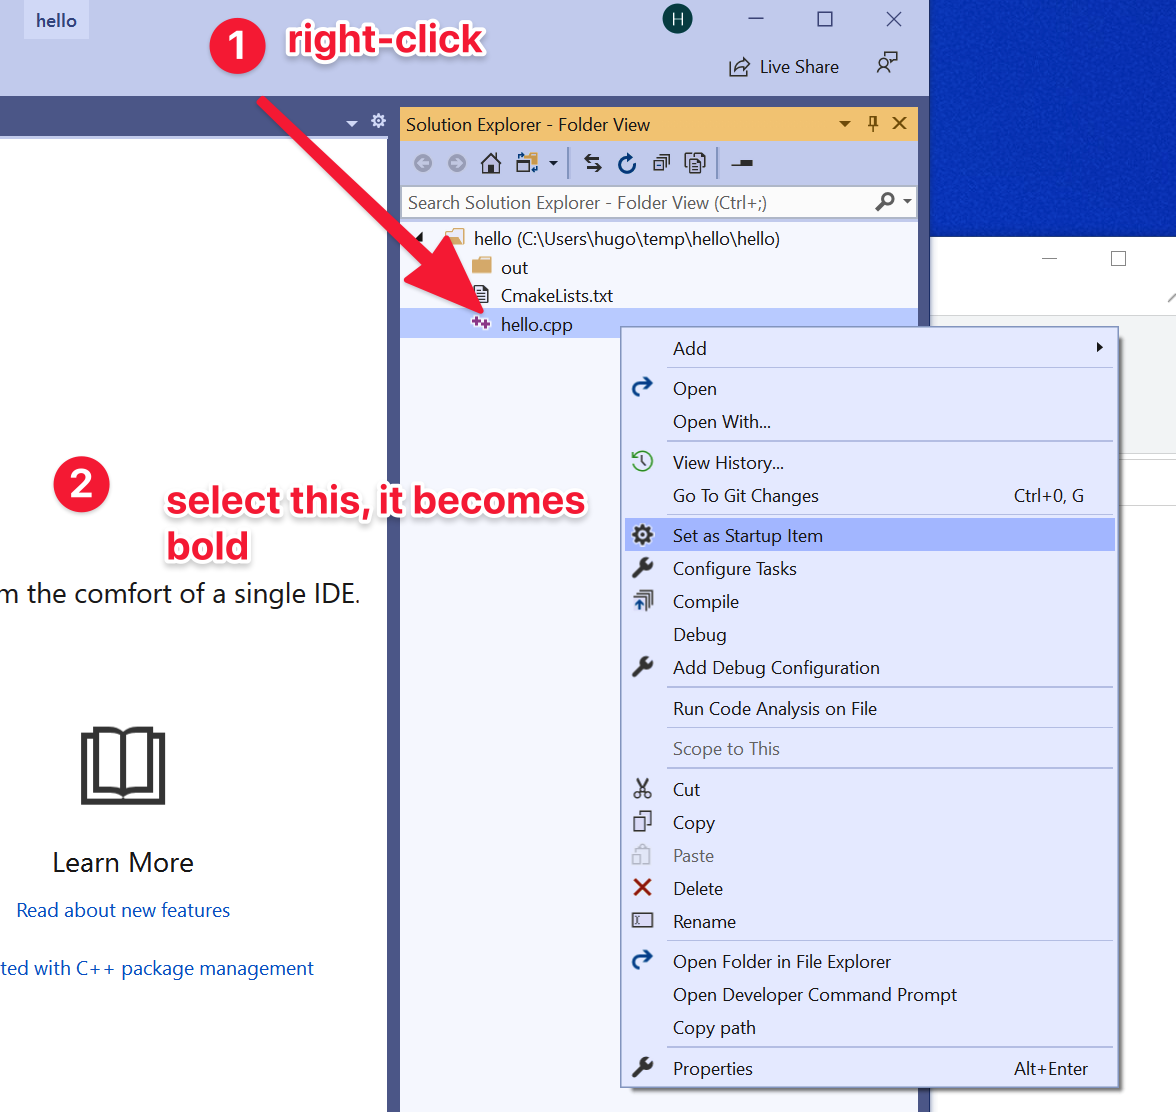 hello
1 right-click
H
Live Share
Solution Explorer - Folder View
Search Solution Explorer - Folder View (Ctrl+;)
hello (C:\Users\hugo\temp\hello\hello)
out
CmakeLists.txt
hello.cpp
Add
Open
Open With...
View History...
Go To Git Changes Ctrl+0, G
Set as Startup Item
Configure Tasks
Compile
Debug
Add Debug Configuration
Run Code Analysis on File
Scope to This
Cut
Copy
Paste
Delete
Rename
Open Folder in File Explorer
Open Developer Command Prompt
Copy path
Properties Alt+Enter
2 select this, it becomes
bold
m the comfort of a single IDE.
Learn More
Read about new features
ted with C++ package management